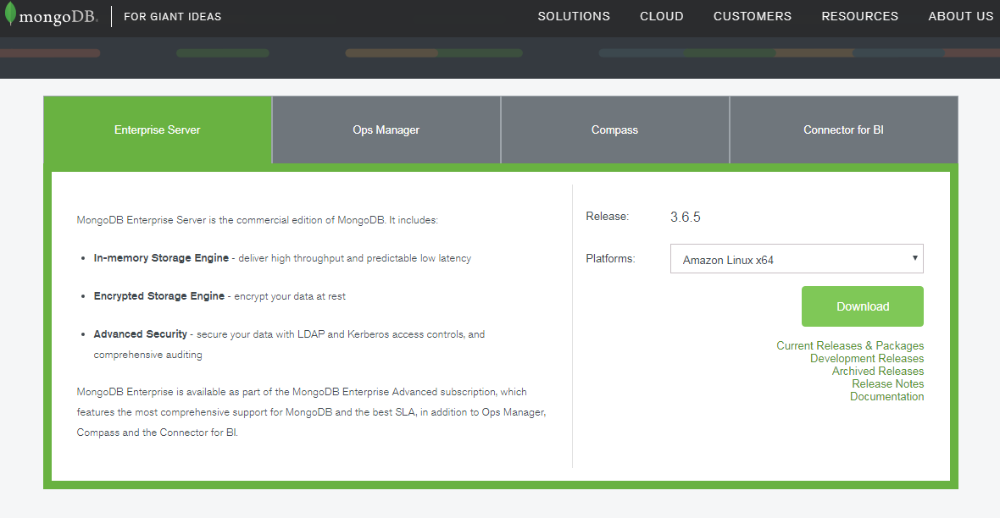 mongoDB.
FOR GIANT IDEAS
SOLUTIONS
CLOUD
CUSTOMERS
RESOURCES
ABOUT US
Enterprise Server
Ops Manager
Compass
Connector for BI
MongoDB Enterprise Server is the commercial edition of MongoDB. It includes:
• In-memory Storage Engine - deliver high throughput and predictable low latency
• Encrypted Storage Engine - encrypt your data at rest
• Advanced Security - secure your data with LDAP and Kerberos access controls, and
comprehensive auditing
MongoDB Enterprise is available as part of the MongoDB Enterprise Advanced subscription, which
features the most comprehensive support for MongoDB and the best SLA, in addition to Ops Manager,
Compass and the Connector for BI.
Release: 3.6.5
Platforms: Amazon Linux x64
Download
Current Releases & Packages
Development Releases
Archived Releases
Release Notes
Documentation